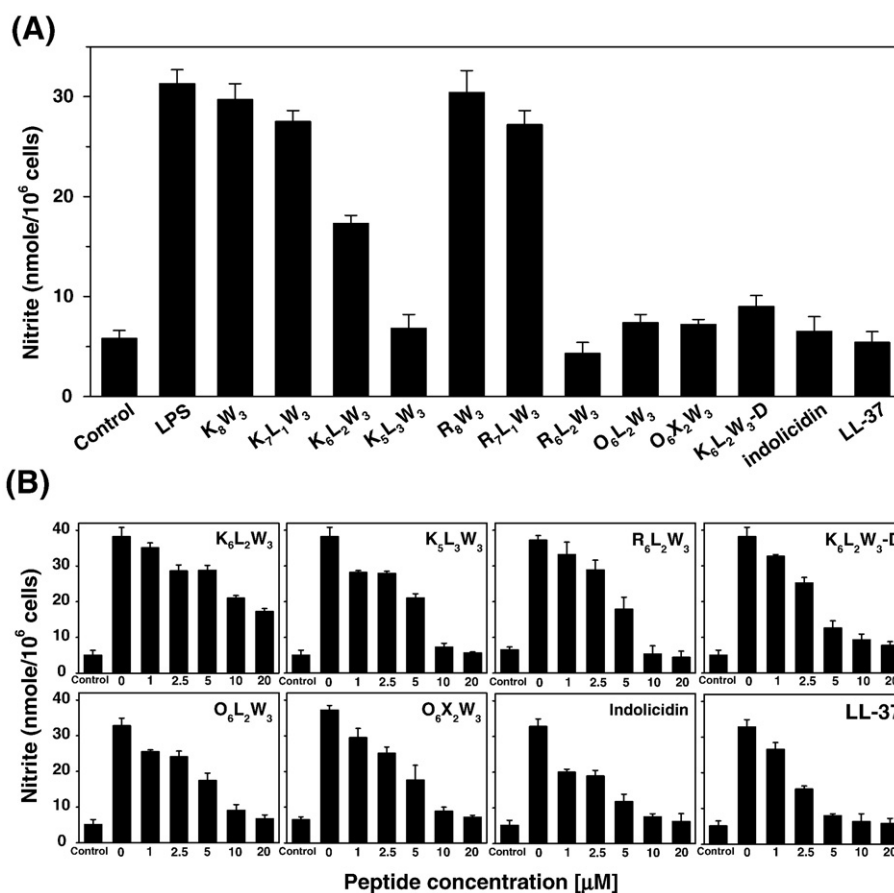 (A)
Nitrite (nmole/10⁶ cells)
30
20
10
0
Control LPS K₈W₃ K₇L₁W₃ K₆L₂W₃ K₅L₃W₃ R₈W₃ R₇L₁W₃ R₆L₂W₃ O₆L₂W₃ O₆X₂W₃ K₆L₂W₃-D indolicidin LL-37
(B)
Nitrite (nmole/10⁶ cells)
40
30
20
10
0
K₆L₂W₃
Control 0 1 2.5 5 10 20
K₅L₃W₃
Control 0 1 2.5 5 10 20
R₆L₂W₃
Control 0 1 2.5 5 10 20
K₆L₂W₃-D
Control 0 1 2.5 5 10 20
40
30
20
10
0
O₆L₂W₃
Control 0 1 2.5 5 10 20
O₆X₂W₃
Control 0 1 2.5 5 10 20
Indolicidin
Control 0 1 2.5 5 10 20
LL-37
Control 0 1 2.5 5 10 20
Peptide concentration [μM]